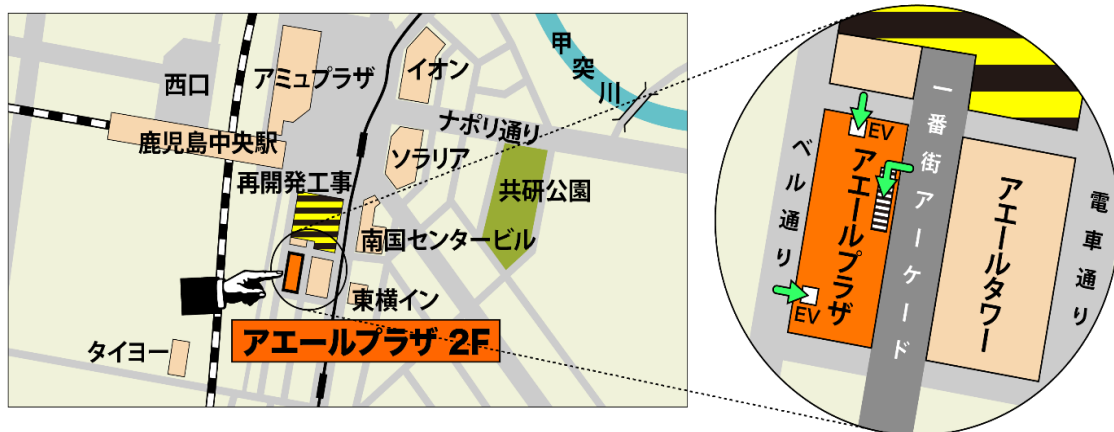 西口
アミュプラザ
イオン
甲突川
鹿児島中央駅
ナポリ通り
ソラリア
再開発工事
共研公園
南国センタービル
東横イン
アエールプラザ 2F
タイヨー
一番街アーケード
EV
ベル通り
アエールプラザ
アエールタワー
電車通り
EV